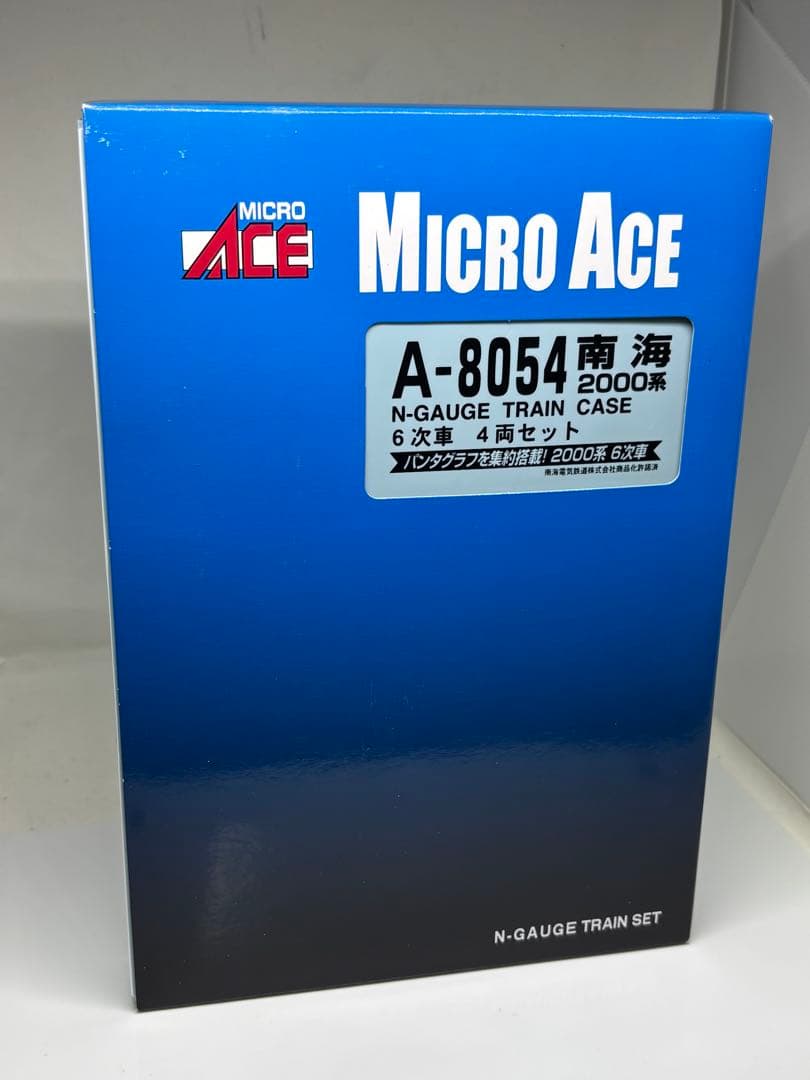 MICRO
ACE
MICRO ACE
A-8054 南海
2000系
N-GAUGE TRAIN CASE
6次車 4両セット
パンタグラフを集約搭載! 2000系 6次車
南海電気鉄道株式会社商品化許諾済
N-GAUGE TRAIN SET